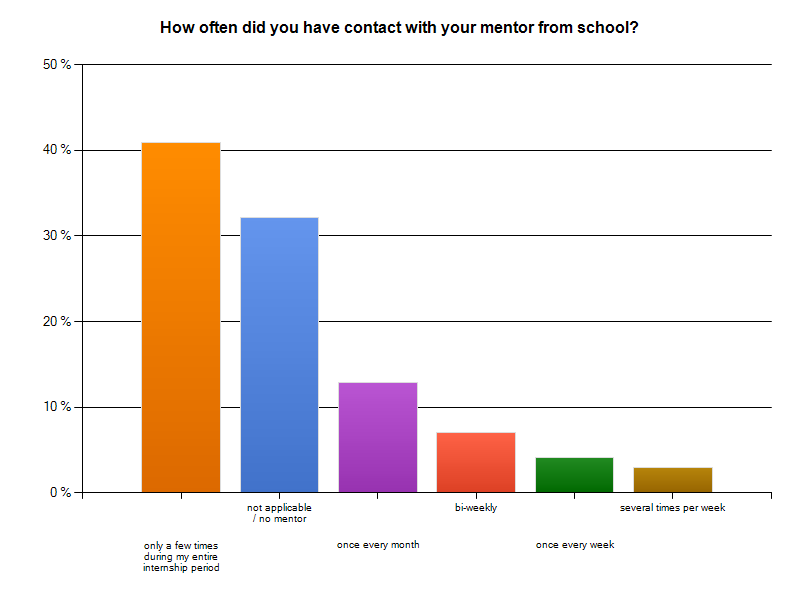 How often did you have contact with your mentor from school?
50 %
40 %
30 %
20 %
10 %
0 %
only a few times
during my entire
internship period
not applicable
/ no mentor
once every month
bi-weekly
once every week
several times per week